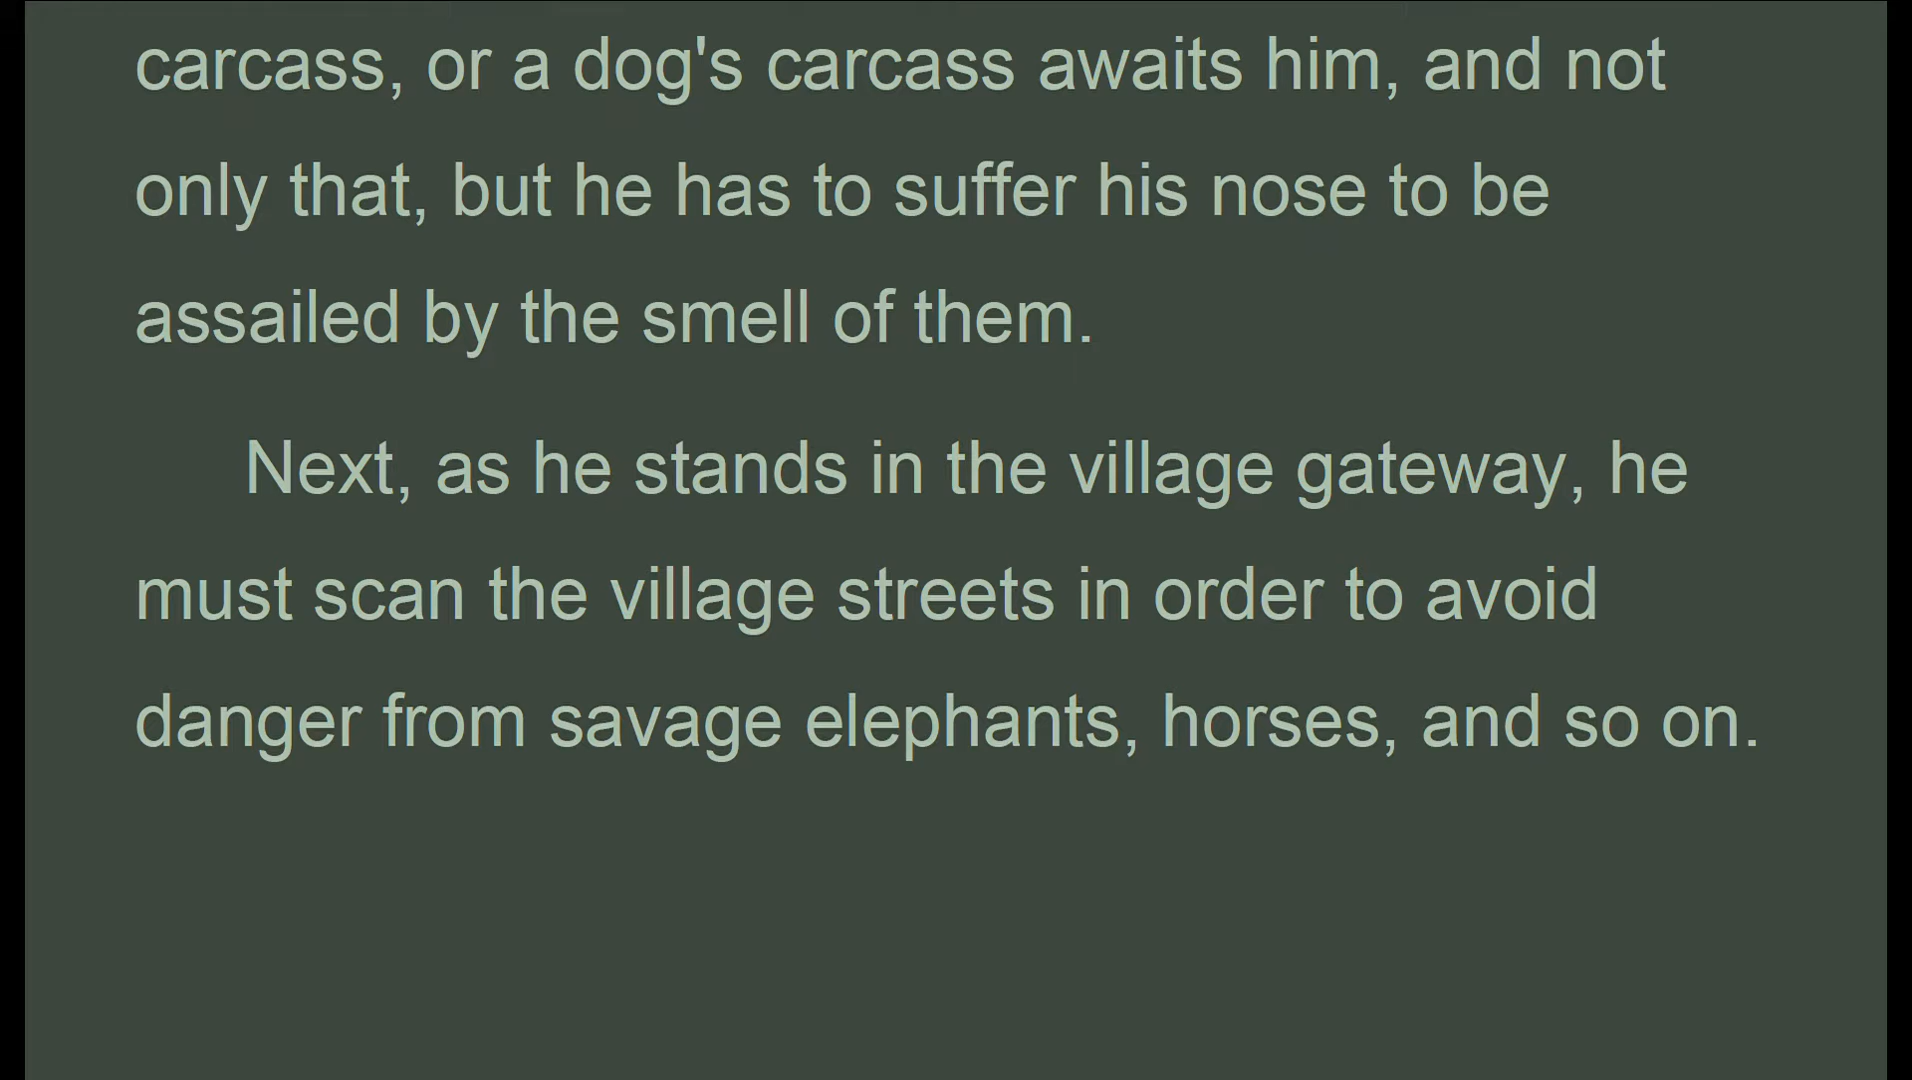 carcass, or a dog's carcass awaits him, and not
only that, but he has to suffer his nose to be
assailed by the smell of them.
Next, as he stands in the village gateway, he
must scan the village streets in order to avoid
danger from savage elephants, horses, and so on.